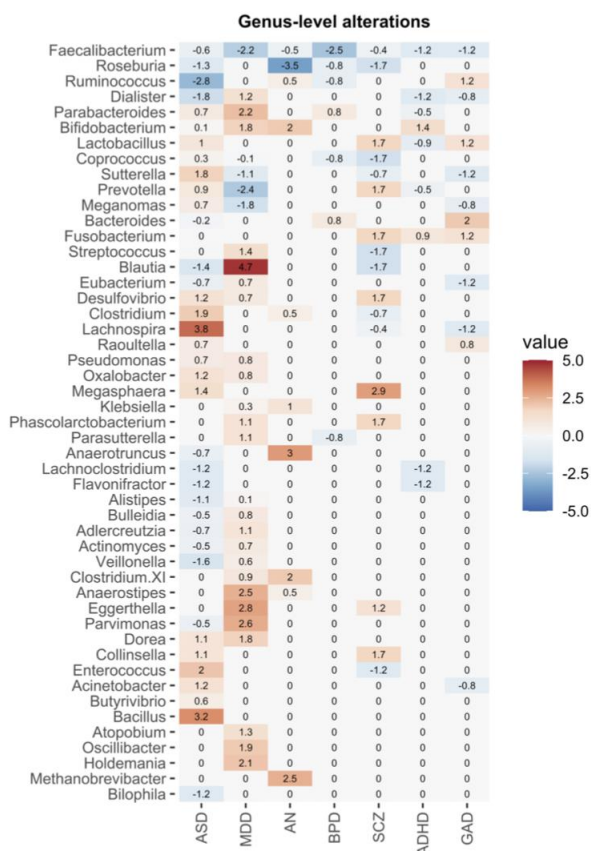 Genus-level alterations
Faecalibacterium -0.6 -2.2 -0.5 -2.5 -0.4 -1.2 -1.2
Roseburia -1.3 0 -3.5 -0.8 -1.7 0 0
Ruminococcus -2.8 0 0.5 -0.8 0 0 1.2
Dialister -1.8 1.2 0 0 0 -1.2 -0.8
Parabacteroides 0.7 2.2 0 0.8 0 -0.5 0
Bifidobacterium 0.1 1.8 2 0 0 1.4 0
Lactobacillus 1 0 0 0 1.7 -0.9 1.2
Coprococcus 0.3 -0.1 0 -0.8 -1.7 0 0
Sutterella 1.8 -1.1 0 0 -0.7 0 -1.2
Prevotella 0.9 -2.4 0 0 1.7 -0.5 0
Meganomas 0.7 -1.8 0 0 0 0 -0.8
Bacteroides -0.2 0 0 0.8 0 0 2
Fusobacterium 0 0 0 0 1.7 0.9 1.2
Streptococcus 0 1.4 0 0 -1.7 0 0
Blautia -1.4 4.7 0 0 -1.7 0 0
Eubacterium -0.7 0.7 0 0 0 0 -1.2
Desulfovibrio 1.2 0.7 0 0 1.7 0 0
Clostridium 1.9 0 0.5 0 -0.7 0 0
Lachnospira 3.8 0 0 0 -0.4 0 -1.2
Raoultella 0.7 0 0 0 0 0 0.8
Pseudomonas 0.7 0.8 0 0 0 0 0
Oxalobacter 1.2 0.8 0 0 0 0 0
Megasphaera 1.4 0 0 0 2.9 0 0
Klebsiella 0 0.3 1 0 0 0 0
Phascolarctobacterium 0 1.1 0 0 1.7 0 0
Parasutterella 0 1.1 0 -0.8 0 0 0
Anaerotruncus -0.7 0 3 0 0 0 0
Lachnoclostridium -1.2 0 0 0 0 -1.2 0
Flavonifractor -1.2 0 0 0 0 -1.2 0
Alistipes -1.1 0.1 0 0 0 0 0
Bulleidia -0.5 0.8 0 0 0 0 0
Adlercreutzia -0.7 1.1 0 0 0 0 0
Actinomyces -0.5 0.7 0 0 0 0 0
Veillonella -1.6 0.6 0 0 0 0 0
Clostridium.XI 0 0.9 2 0 0 0 0
Anaerostipes 0 2.5 0.5 0 0 0 0
Eggerthella 0 2.8 0 0 1.2 0 0
Parvimonas -0.5 2.6 0 0 0 0 0
Dorea 1.1 1.8 0 0 0 0 0
Collinsella 1.1 0 0 0 1.7 0 0
Enterococcus 2 0 0 0 -1.2 0 0
Acinetobacter 1.2 0 0 0 0 0 -0.8
Butyrivibrio 0.6 0 0 0 0 0 0
Bacillus 3.2 0 0 0 0 0 0
Atopobium 0 1.3 0 0 0 0 0
Oscillibacter 0 1.9 0 0 0 0 0
Holdemania 0 2.1 0 0 0 0 0
Methanobrevibacter 0 0 2.5 0 0 0 0
Bilophila -1.2 0 0 0 0 0 0
ASD MDD AN BPD SCZ ADHD GAD
value
5.0
2.5
0.0
-2.5
-5.0